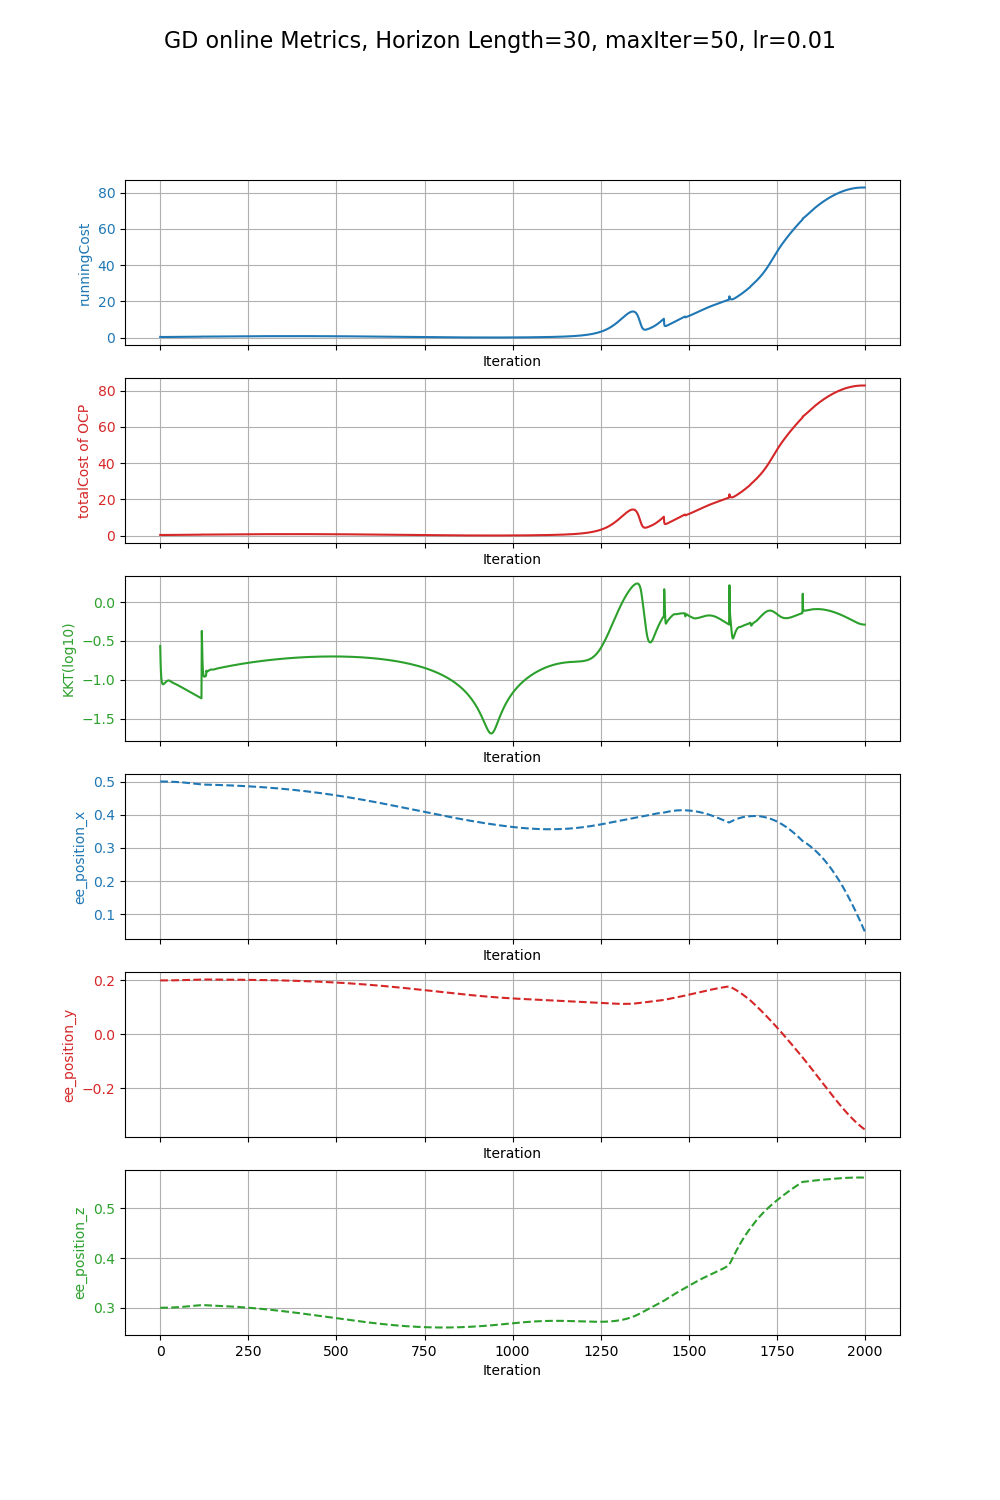 GD online Metrics, Horizon Length=30, maxIter=50, lr=0.01
runningCost
80
60
40
20
0
Iteration
totalCost of OCP
80
60
40
20
0
Iteration
KKT(log10)
0.0
−0.5
−1.0
−1.5
Iteration
ee_position_x
0.5
0.4
0.3
0.2
0.1
Iteration
ee_position_y
0.2
0.0
−0.2
Iteration
ee_position_z
0.5
0.4
0.3
0 250 500 750 1000 1250 1500 1750 2000
Iteration